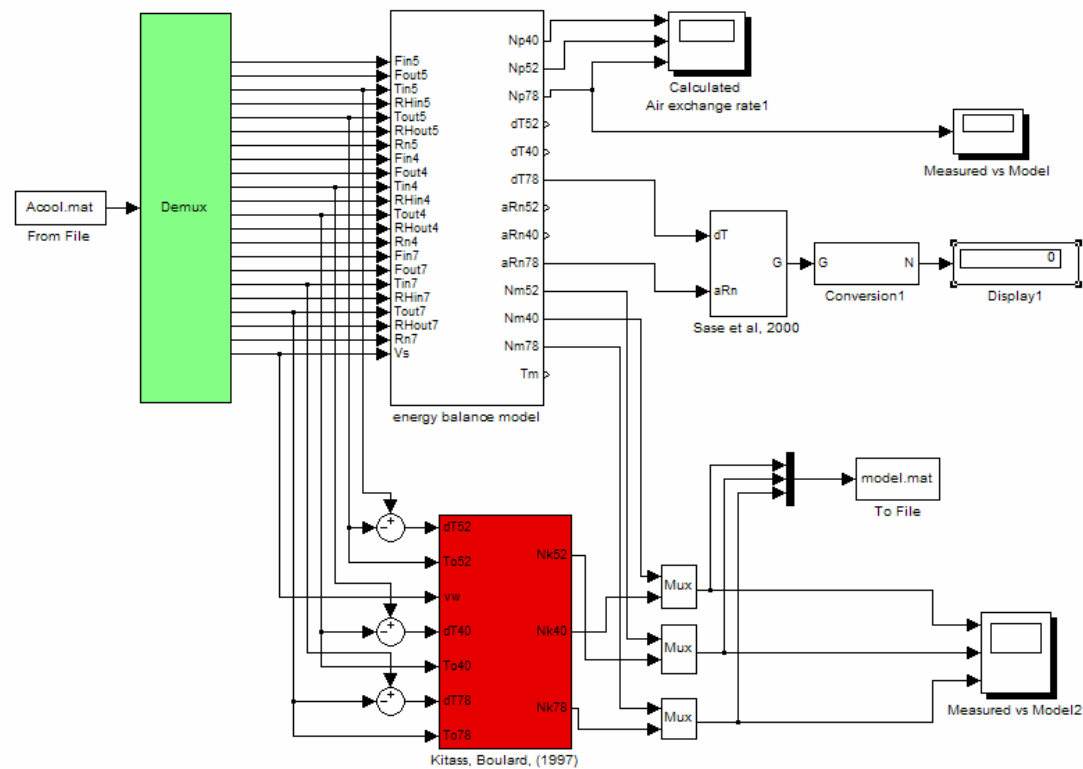 Acool.mat
From File
Demux
Fin5
Fout5
Tin5
RHin5
Tout5
RHout5
Rn5
Fin4
Fout4
Tin4
RHin4
Tout4
RHout4
Rn4
Fin7
Fout7
Tin7
RHin7
Tout7
RHout7
Rn7
Vs
Np40
Np52
Np78
dT52
dT40
dT78
aRn52
aRn40
aRn78
Nm52
Nm40
Nm78
Tm
energy balance model
Calculated
Air exchange rate1
Measured vs Model
dT
aRn
G
Sase et al, 2000
G
N
Conversion1
0
Display1
model.mat
To File
dT52
To52
vw
dT40
To40
dT78
To78
Nk52
Nk40
Nk78
Kitass, Boulard, (1997)
Mux
Mux
Mux
Measured vs Model2